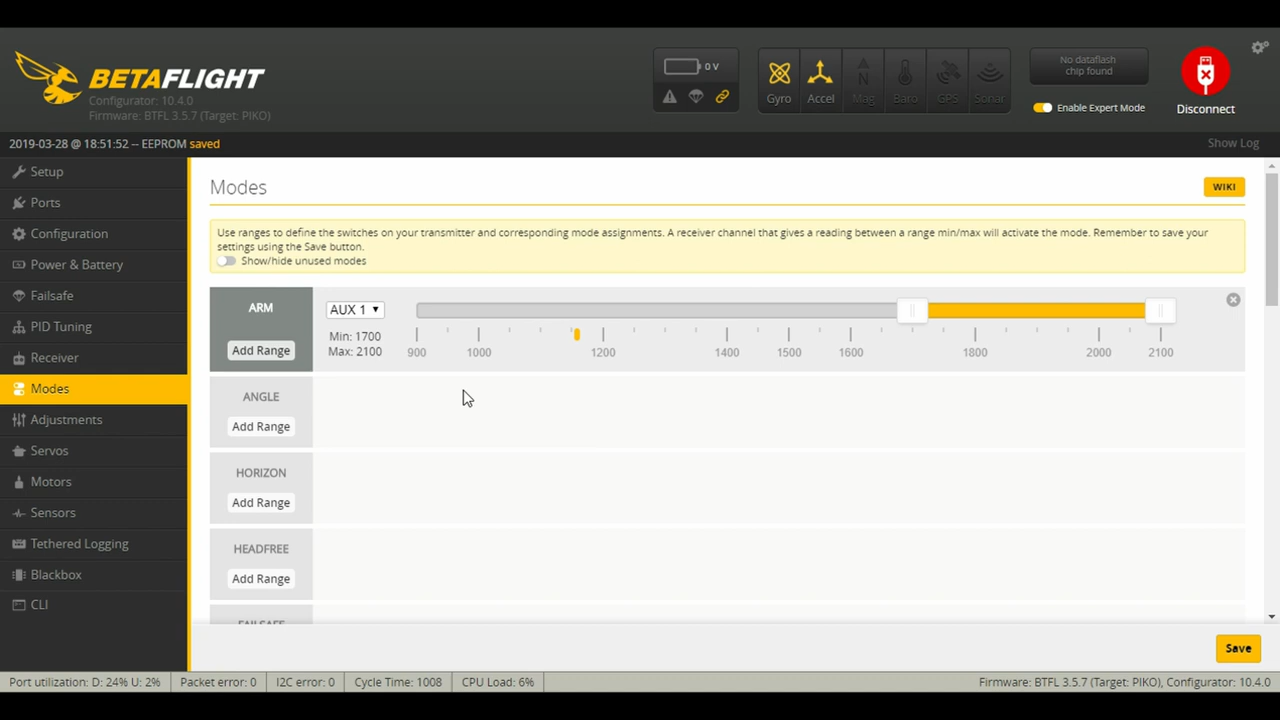 BETAFLIGHT
Configurator: 10.4.0
Firmware: BTFL 3.5.7 (Target: PIKO)
0 V
Gyro
Accel
Mag
Baro
GPS
Sonar
No dataflash
chip found
Enable Expert Mode
Disconnect
2019-03-28 @ 18:51:52 -- EEPROM saved
Show Log
Setup
Ports
Configuration
Power & Battery
Failsafe
PID Tuning
Receiver
Modes
Adjustments
Servos
Motors
Sensors
Tethered Logging
Blackbox
CLI
Modes
WIKI
Use ranges to define the switches on your transmitter and corresponding mode assignments. A receiver channel that gives a reading between a range min/max will activate the mode. Remember to save your
settings using the Save button.
Show/hide unused modes
ARM
Add Range
AUX 1
Min: 1700
Max: 2100
900 1000 1200 1400 1500 1600 1800 2000 2100
ANGLE
Add Range
HORIZON
Add Range
HEADFREE
Add Range
FAILSAFE
Save
Port utilization: D: 24% U: 2%
Packet error: 0
I2C error: 0
Cycle Time: 1008
CPU Load: 6%
Firmware: BTFL 3.5.7 (Target: PIKO), Configurator: 10.4.0